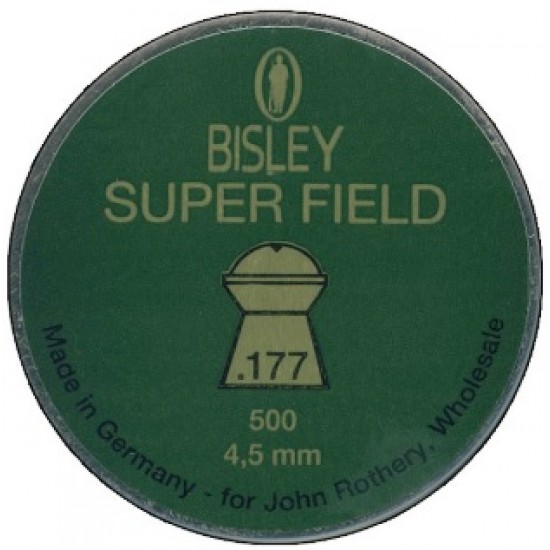 BISLEY
SUPER FIELD
.177
500
4,5 mm
Made in Germany - for John Rothery, Wholesale